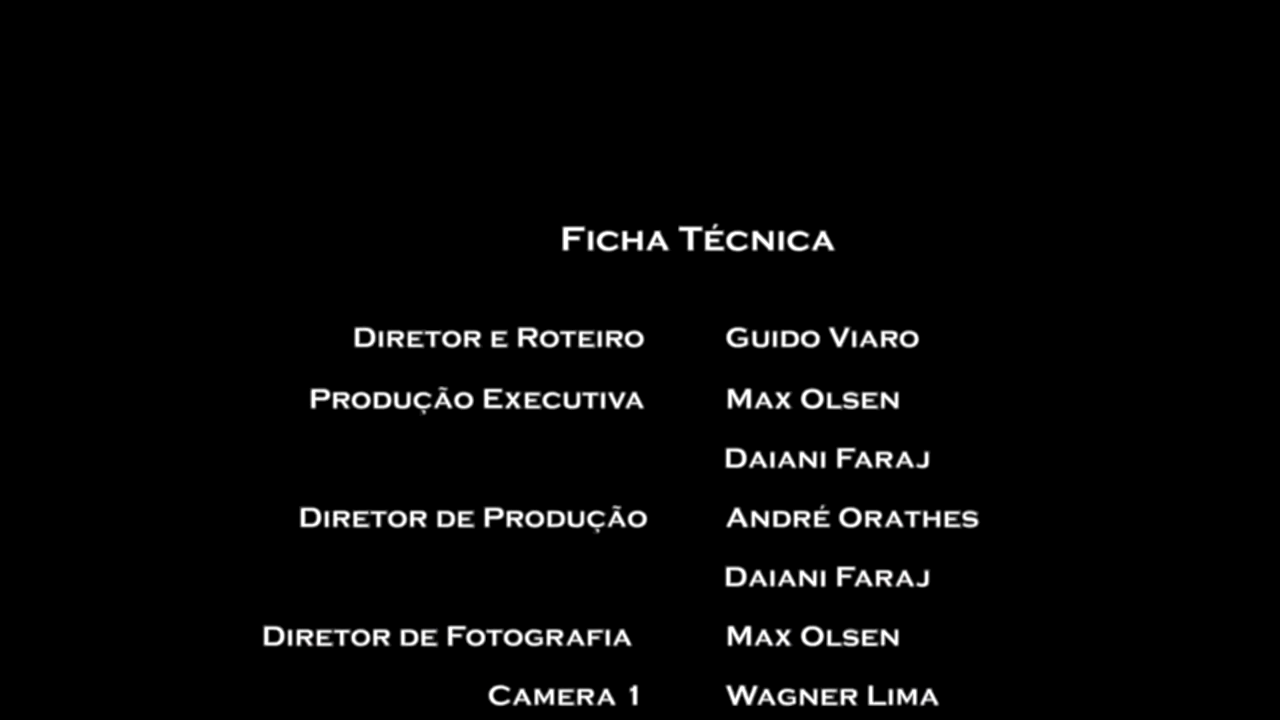 Ficha Técnica
Diretor e Roteiro Guido Viaro
Produção Executiva Max Olsen
Daiani Faraj
Diretor de Produção André Orathes
Daiani Faraj
Diretor de Fotografia Max Olsen
Camera 1 Wagner Lima